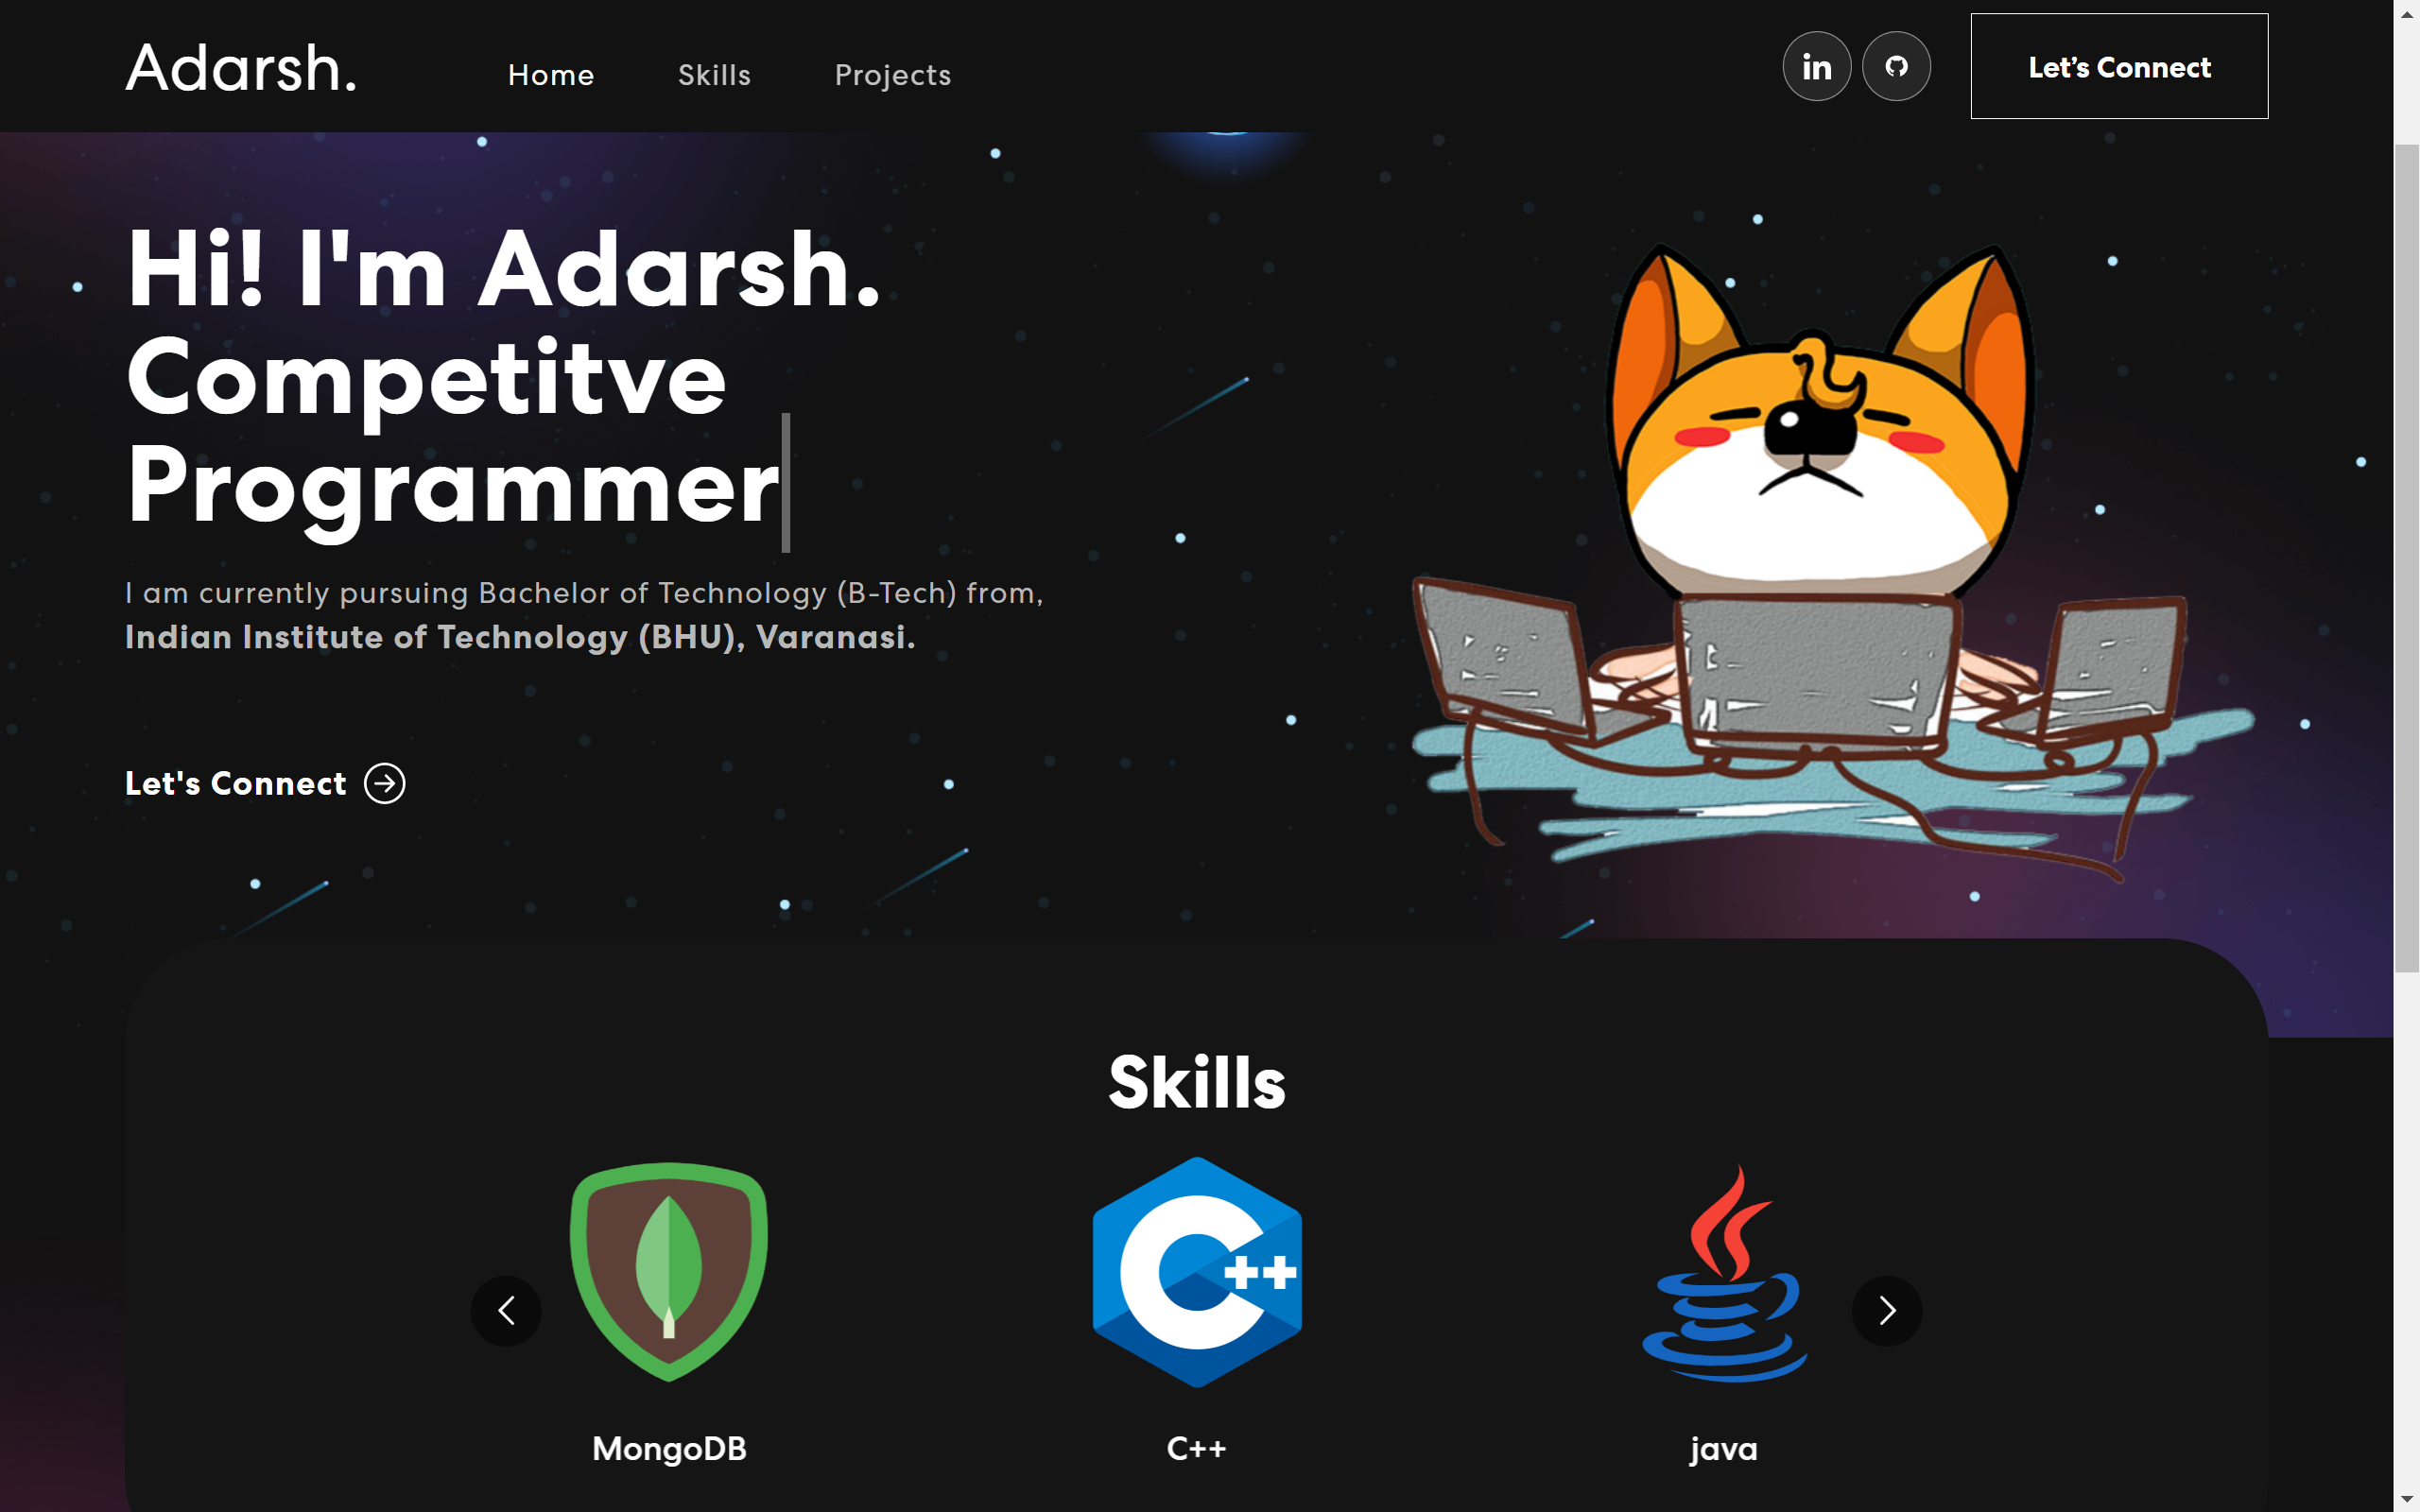 Adarsh.
Home Skills Projects
in
Let's Connect
Hi! I'm Adarsh.
Competitve
Programmer
I am currently pursuing Bachelor of Technology (B-Tech) from,
Indian Institute of Technology (BHU), Varanasi.
Let's Connect
Skills
C++
MongoDB C++ java